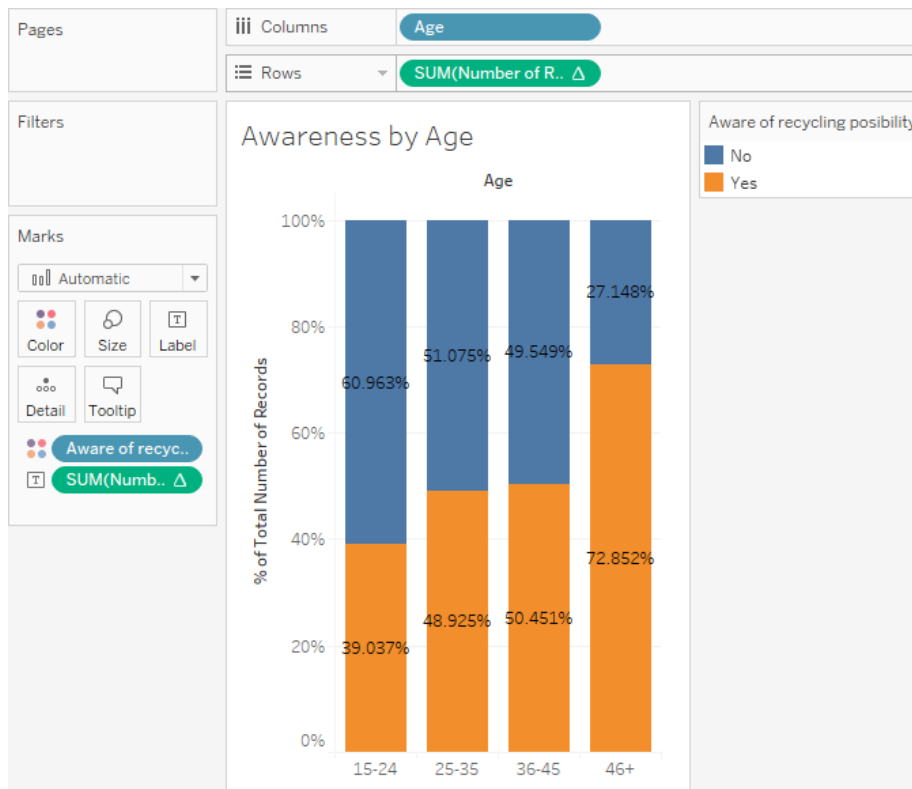 Pages
Columns
Age
Rows
SUM(Number of R.. Δ
Filters
Marks
Automatic
Color
Size
Label
Detail
Tooltip
Aware of recyc..
SUM(Numb.. Δ
Awareness by Age
Age
% of Total Number of Records
100%
80%
60%
40%
20%
0%
60.963%
51.075%
49.549%
27.148%
39.037%
48.925%
50.451%
72.852%
15-24
25-35
36-45
46+
Aware of recycling posibility
No
Yes